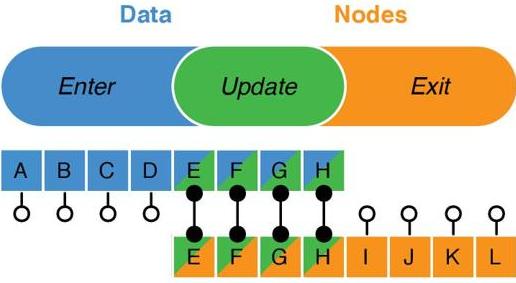 Data Nodes
Enter Update Exit
A B C D E F G H
E F G H I J K L